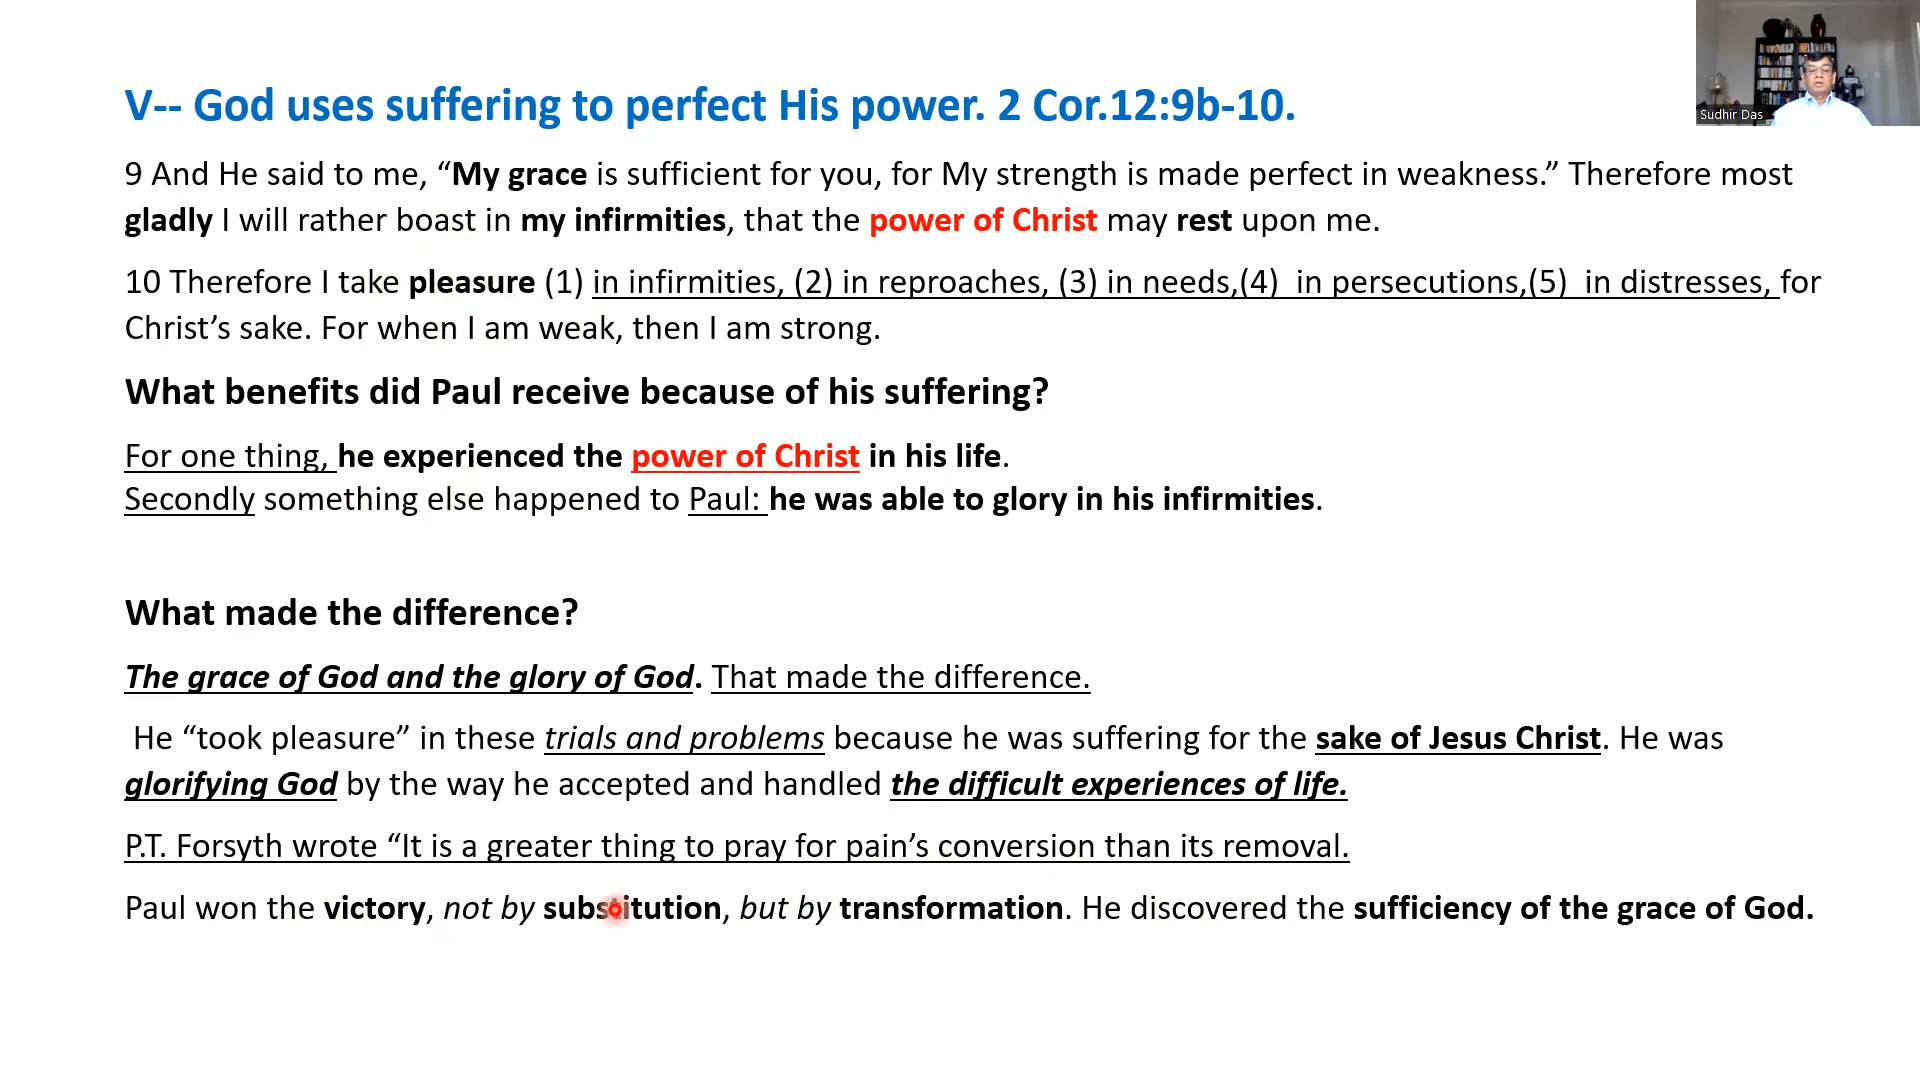 V-- God uses suffering to perfect His power. 2 Cor.12:9b-10.
Sudhir Das
9 And He said to me, “My grace is sufficient for you, for My strength is made perfect in weakness.” Therefore most
gladly I will rather boast in my infirmities, that the power of Christ may rest upon me.
10 Therefore I take pleasure (1) in infirmities, (2) in reproaches, (3) in needs,(4)  in persecutions,(5)  in distresses, for
Christ’s sake. For when I am weak, then I am strong.
What benefits did Paul receive because of his suffering?
For one thing, he experienced the power of Christ in his life.
Secondly something else happened to Paul: he was able to glory in his infirmities.
What made the difference?
The grace of God and the glory of God. That made the difference.
He “took pleasure” in these trials and problems because he was suffering for the sake of Jesus Christ. He was
glorifying God by the way he accepted and handled the difficult experiences of life.
P.T. Forsyth wrote “It is a greater thing to pray for pain’s conversion than its removal.
Paul won the victory, not by substitution, but by transformation. He discovered the sufficiency of the grace of God.